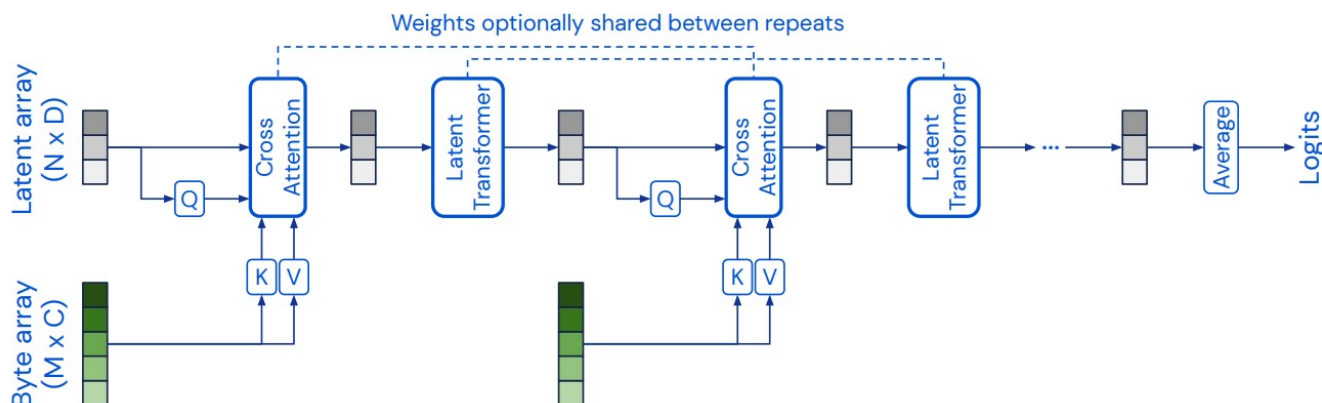 Weights optionally shared between repeats
Latent array
(N x D)
Q
Cross
Attention
Latent
Transformer
Q
Cross
Attention
Latent
Transformer
...
Average
Logits
K
V
K
V
Byte array
(M x C)